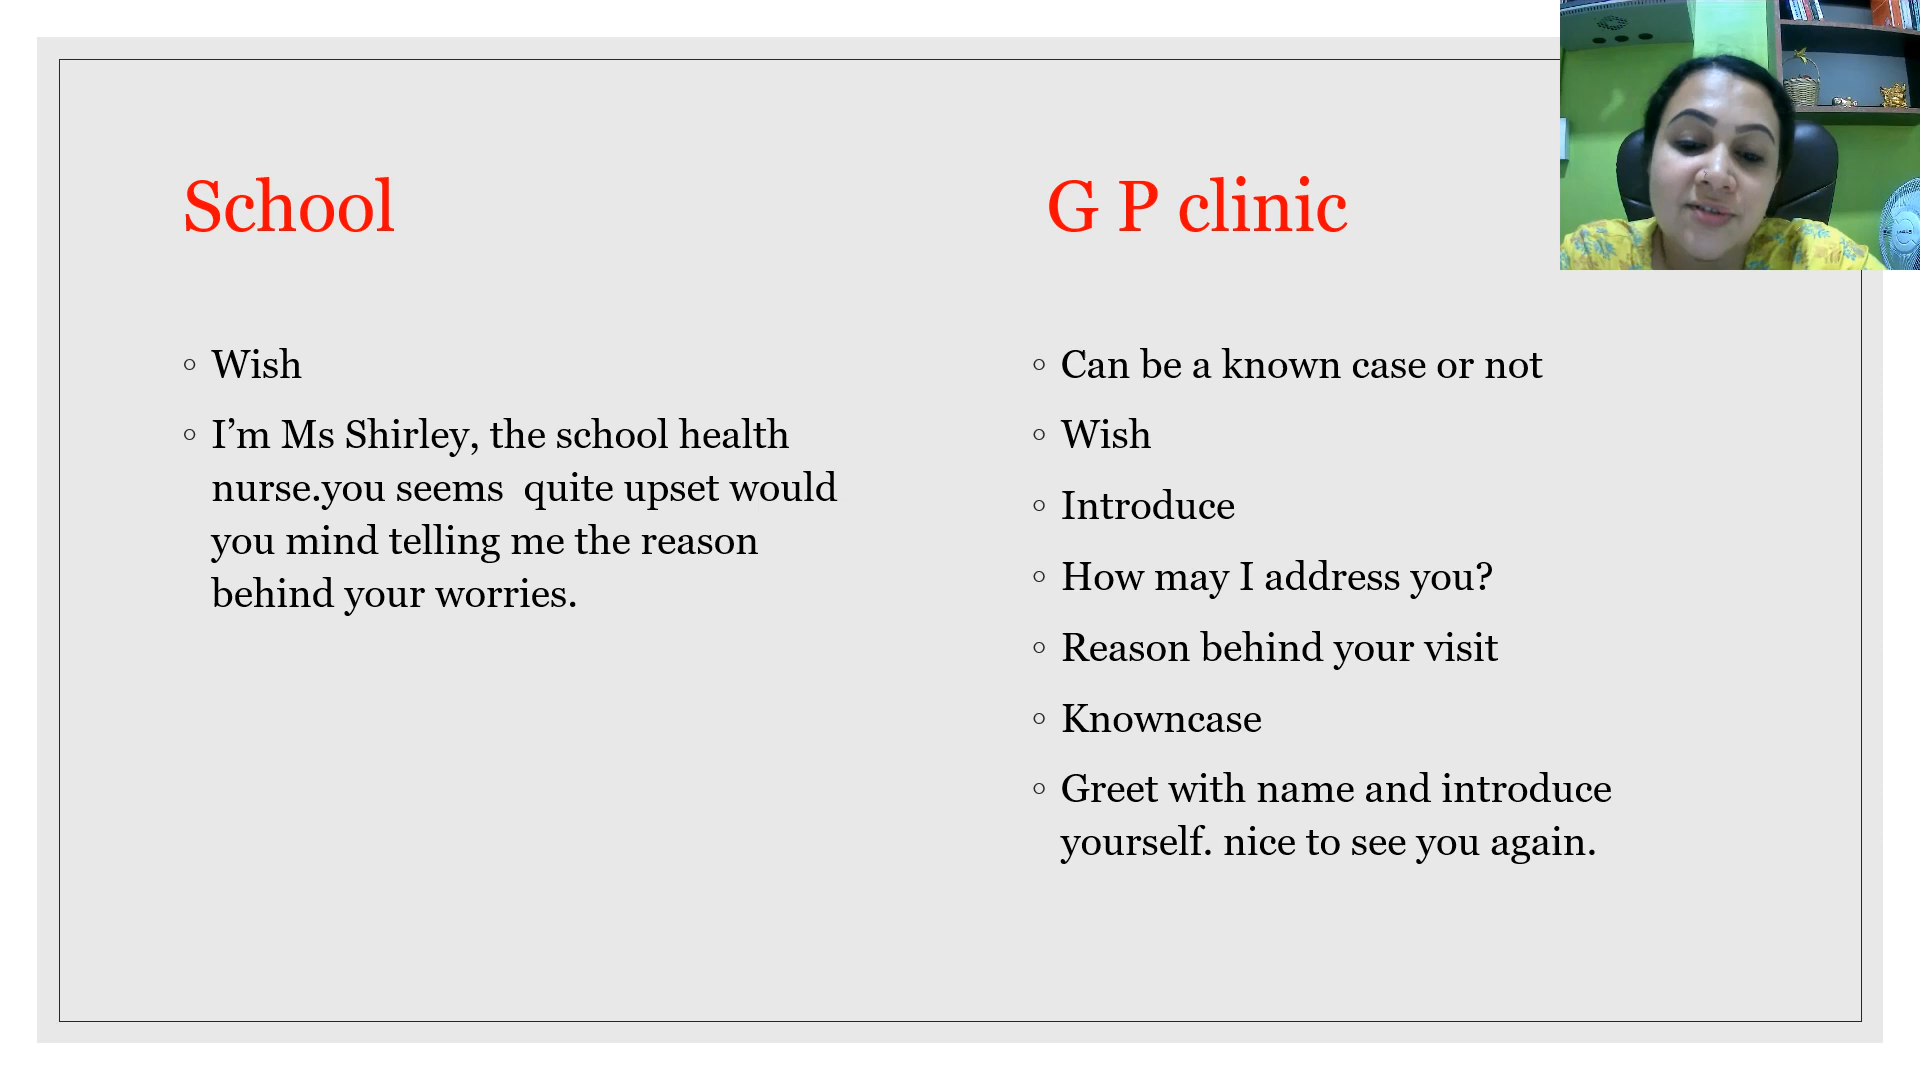 School
Wish
I’m Ms Shirley, the school health
nurse.you seems  quite upset would
you mind telling me the reason
behind your worries.
G P clinic
Can be a known case or not
Wish
Introduce
How may I address you?
Reason behind your visit
Knowncase
Greet with name and introduce
yourself. nice to see you again.